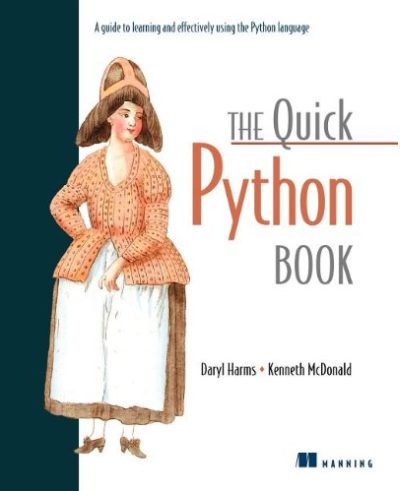 A guide to learning and effectively using the Python language
THE Quick
Python
BOOK
Daryl Harms • Kenneth McDonald
MANNING